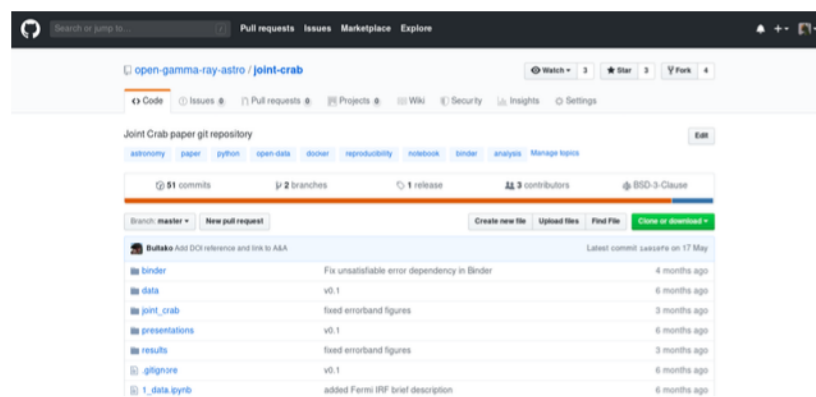 Search or jump to... / Pull requests Issues Marketplace Explore
open-gamma-ray-astro / joint-crab Watch 3 Star 3 Fork 4
Code Issues 0 Pull requests 0 Projects 0 Wiki Security Insights Settings
Joint Crab paper git repository Edit
astronomy paper python open-data docker reproducibility notebook binder analysis Manage topics
51 commits 2 branches 1 release 3 contributors BSD-3-Clause
Branch: master New pull request Create new file Upload files Find File Clone or download
Bultako Add DOI reference and link to A&A Latest commit on 17 May
binder Fix unsatisfiable error dependency in Binder 4 months ago
data v0.1 6 months ago
joint_crab fixed errorband figures 3 months ago
presentations v0.1 6 months ago
results fixed errorband figures 3 months ago
.gitignore v0.1 6 months ago
1_data.ipynb added Fermi IRF brief description 6 months ago